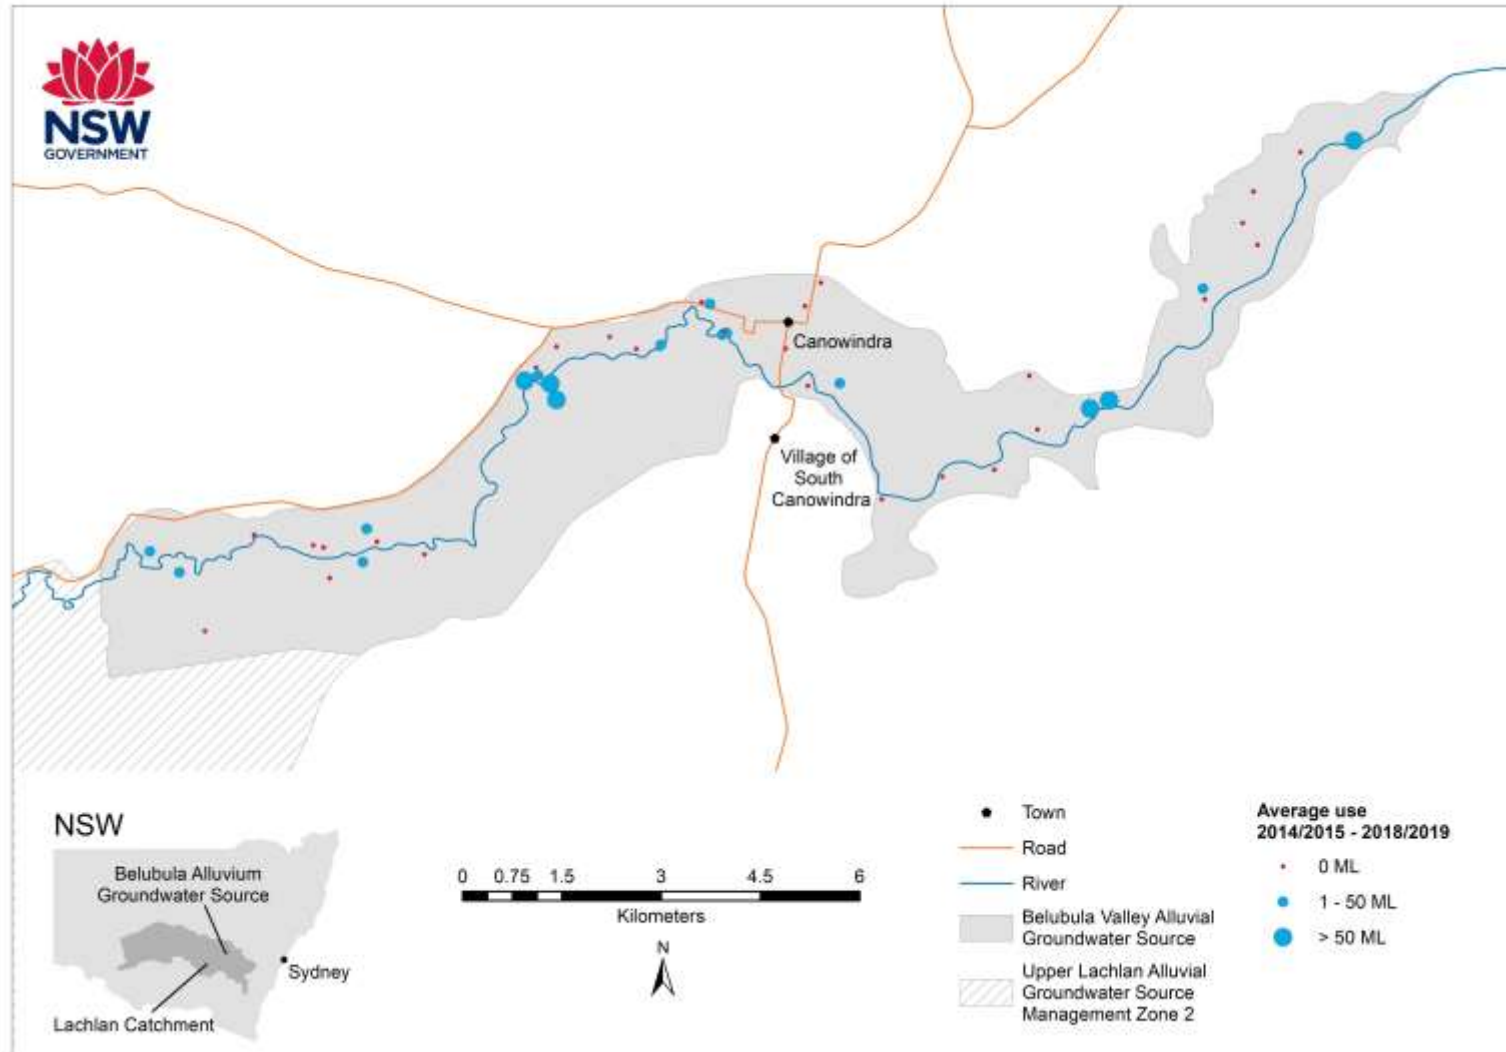 NSW
GOVERNMENT
Canowindra
Village of
South
Canowindra
NSW
Belubula Alluvium
Groundwater Source
Sydney
Lachlan Catchment
0 0.75 1.5 3 4.5 6
Kilometers
N
Town
Road
River
Belubula Valley Alluvial
Groundwater Source
Upper Lachlan Alluvial
Groundwater Source
Management Zone 2
Average use
2014/2015 - 2018/2019
0 ML
1 - 50 ML
> 50 ML